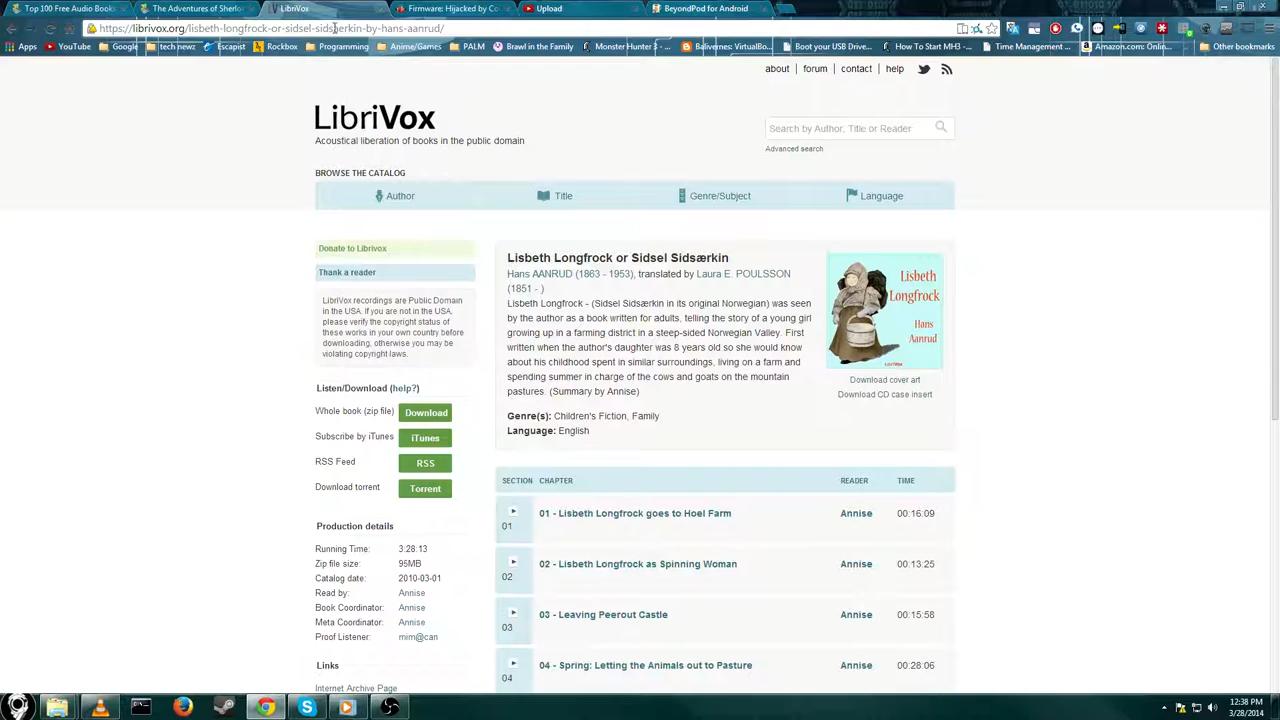 Top 100 Free Audio Books
The Adventures of Sherlo
LibriVox
Firmware: Hijacked by Co
Upload
BeyondPod for Android
https://librivox.org/lisbeth-longfrock-or-sidsel-sidsaerkin-by-hans-aanrud/
Apps YouTube Google tech newz Escapist Rockbox Programming Anime/Games PALM Brawl in the Family Monster Hunter 3 - ... Balivernes: VirtualBo... Boot your USB Drive... How To Start MH3 - ... Time Management ... Amazon.com: Onlin... Other bookmarks
about forum contact help
LibriVox
Acoustical liberation of books in the public domain
Search by Author, Title or Reader
Advanced search
BROWSE THE CATALOG
Author Title Genre/Subject Language
Donate to Librivox
Thank a reader
LibriVox recordings are Public Domain
in the USA. If you are not in the USA,
please verify the copyright status of
these works in your own country before
downloading, otherwise you may be
violating copyright laws.
Listen/Download (help?)
Whole book (zip file) Download
Subscribe by iTunes iTunes
RSS Feed RSS
Download torrent Torrent
Production details
Running Time: 3:28:13
Zip file size: 95MB
Catalog date: 2010-03-01
Read by: Annise
Book Coordinator: Annise
Meta Coordinator: Annise
Proof Listener: mim@can
Links
Internet Archive Page
Lisbeth Longfrock or Sidsel Sidsærkin
Hans AANRUD (1863 - 1953), translated by Laura E. POULSSON
(1851 - )
Lisbeth Longfrock - (Sidsel Sidsærkin in its original Norwegian) was seen
by the author as a book written for adults, telling the story of a young girl
growing up in a farming district in a steep-sided Norwegian Valley. First
written when the author's daughter was 8 years old so she would know
about his childhood spent in similar surroundings, living on a farm and
spending summer in charge of the cows and goats on the mountain
pastures. (Summary by Annise)
Genre(s): Children's Fiction, Family
Language: English
Lisbeth
Longfrock
Hans
Aanrud
LIBRIVOX
Download cover art
Download CD case insert
SECTION CHAPTER READER TIME
01 01 - Lisbeth Longfrock goes to Hoel Farm Annise 00:16:09
02 02 - Lisbeth Longfrock as Spinning Woman Annise 00:13:25
03 03 - Leaving Peerout Castle Annise 00:15:58
04 04 - Spring: Letting the Animals out to Pasture Annise 00:28:06
12:38 PM
3/28/2014